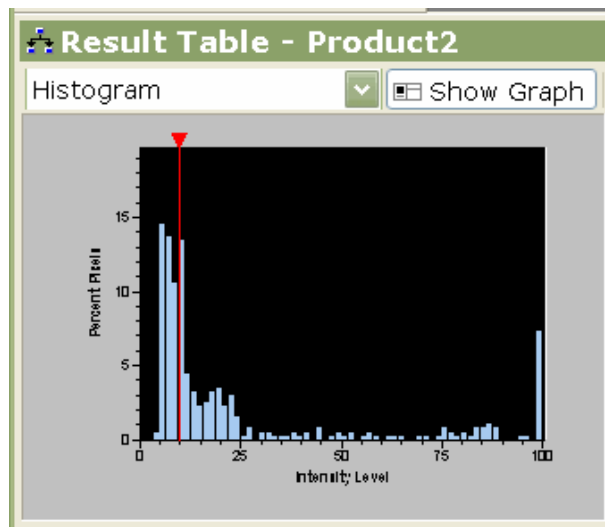 Result Table - Product2
Histogram
Show Graph
15
10
5
0
Percent Pixels
0 25 50 75 100
Intensity Level